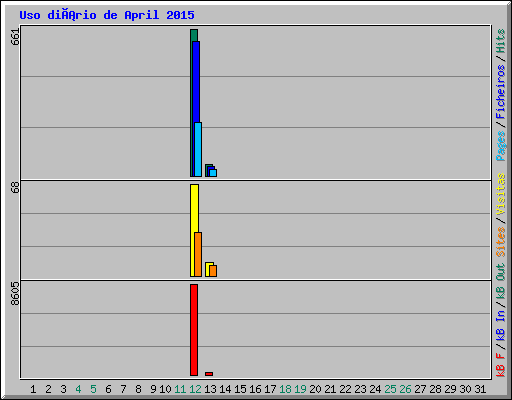 Uso diÃ¡rio de April 2015
661
68
8605
kB F / kB In / kB Out Sites / Visitas Pages / Ficheiros / Hits
1 2 3 4 5 6 7 8 9 10 11 12 13 14 15 16 17 18 19 20 21 22 23 24 25 26 27 28 29 30 31